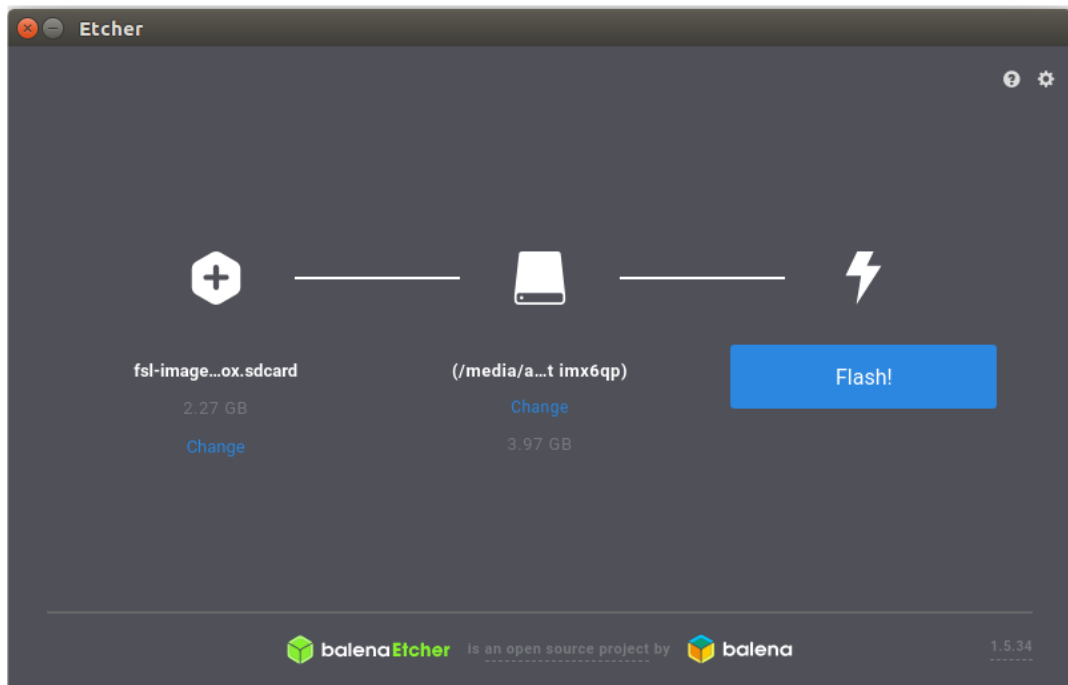 Etcher
fsl-image...ox.sdcard
2.27 GB
Change
(/media/a...t imx6qp)
Change
3.97 GB
Flash!
balenaEtcher is an open source project by balena
1.5.34